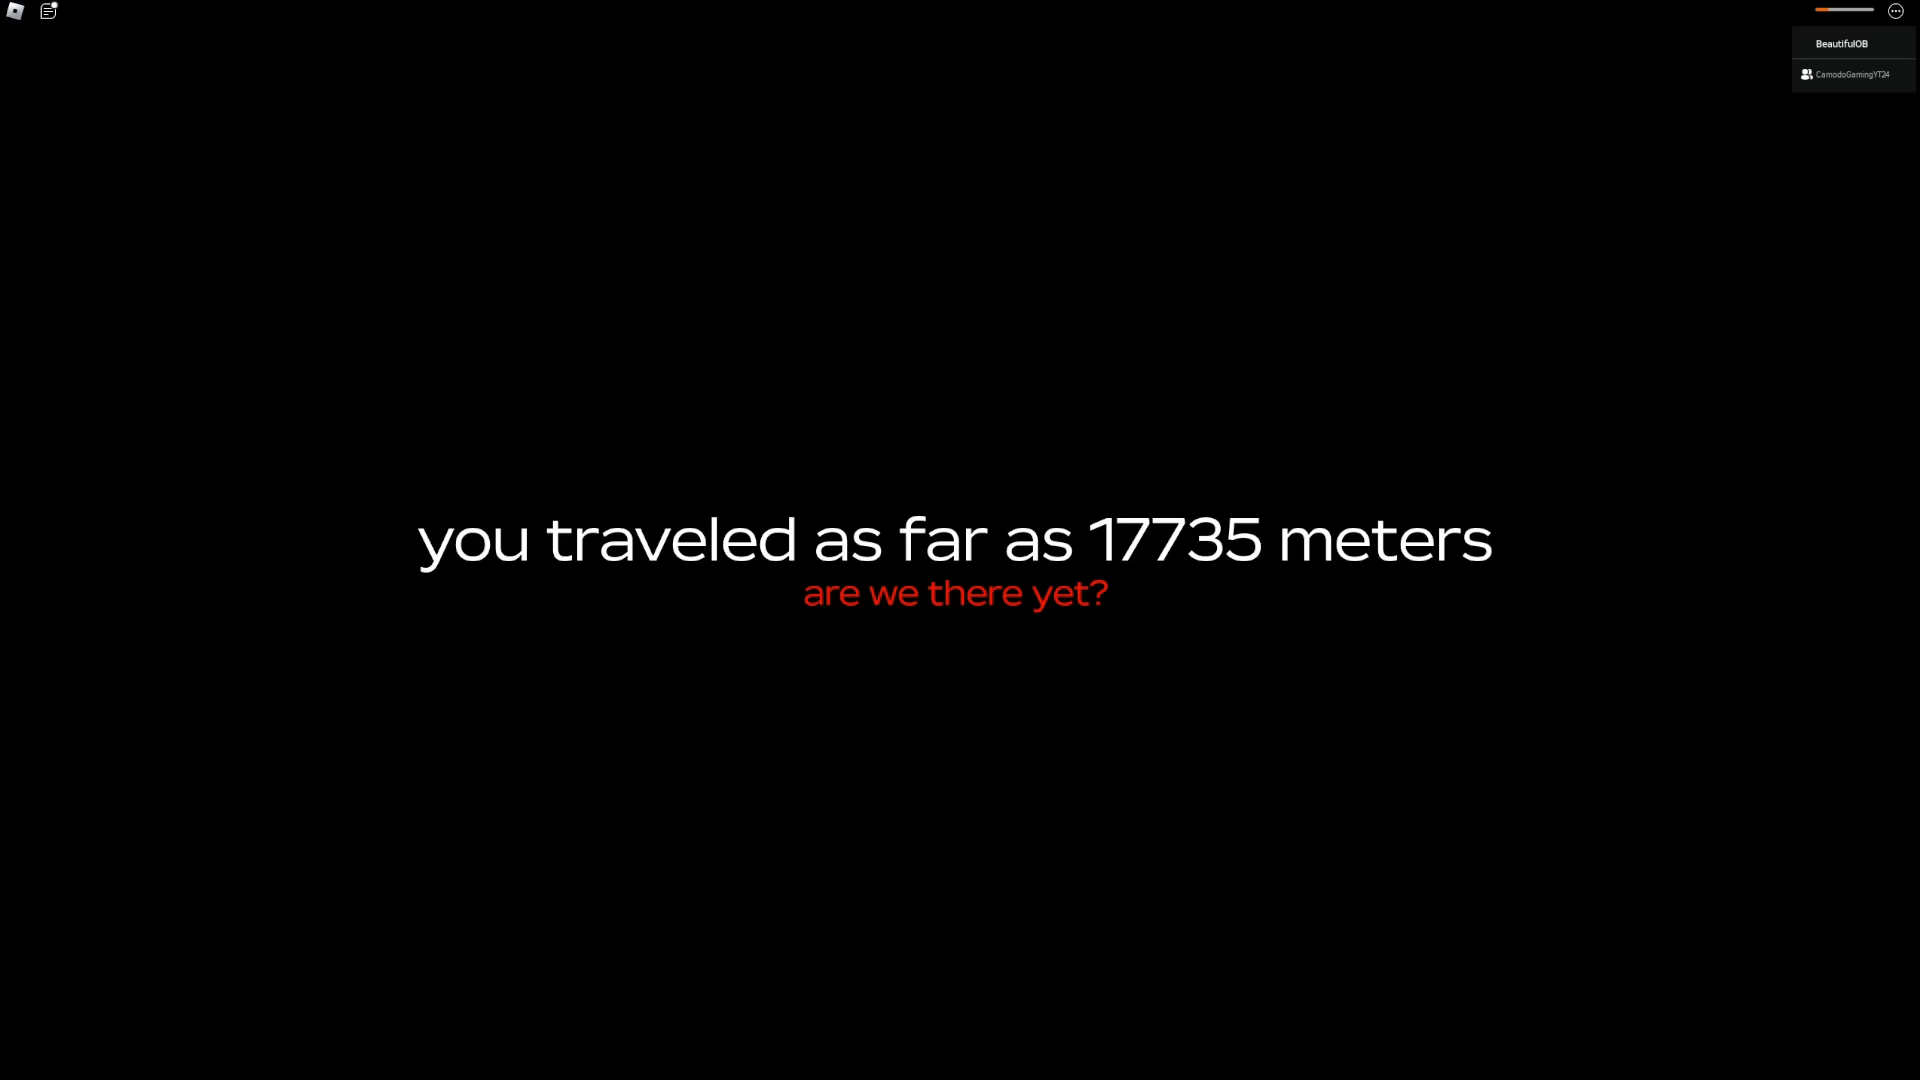 BeautifulOB
CamodoGamingYT24
you traveled as far as 17735 meters
are we there yet?